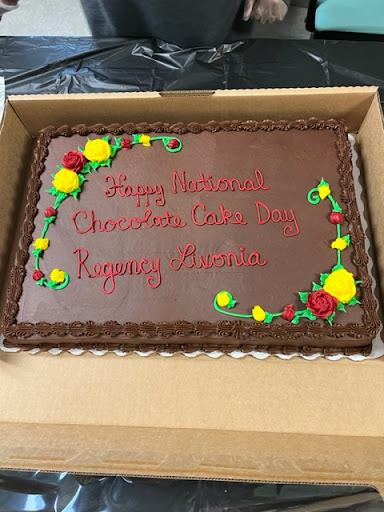 Happy National
Chocolate Cake Day
Regency Livonia